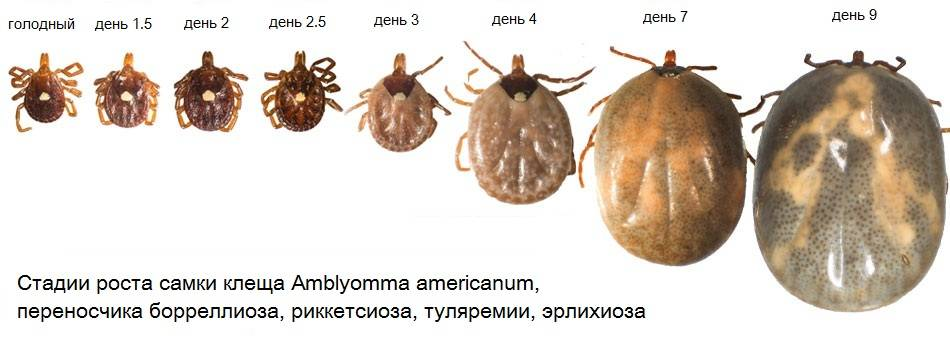 голодный день 1.5 день 2 день 2.5 день 3 день 4 день 7 день 9
Стадии роста самки клеща Amblyomma americanum,
переносчика борреллиоза, риккетсиоза, туляремии, эрлихиоза